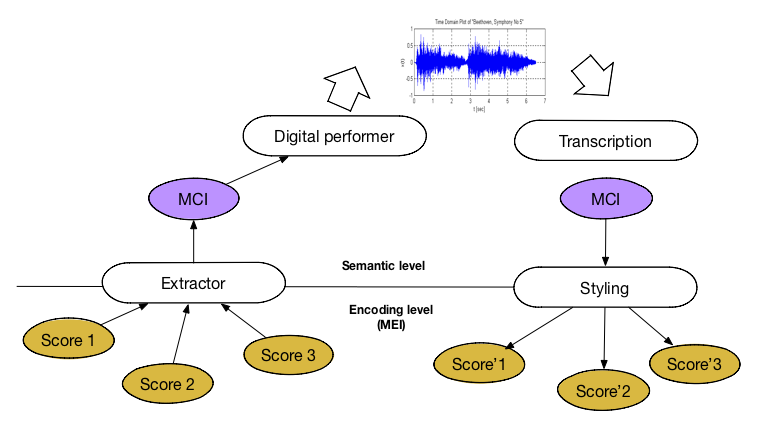 Time Domain Plot of "Beethoven, Symphony No 5"
x(t)
1
0.5
0
-0.5
-1
0 1 2 3 4 5 6 7
t [sec]
Digital performer
Transcription
MCI
MCI
Semantic level
Extractor
Styling
Encoding level
(MEI)
Score 1
Score 2
Score 3
Score'1
Score'2
Score'3